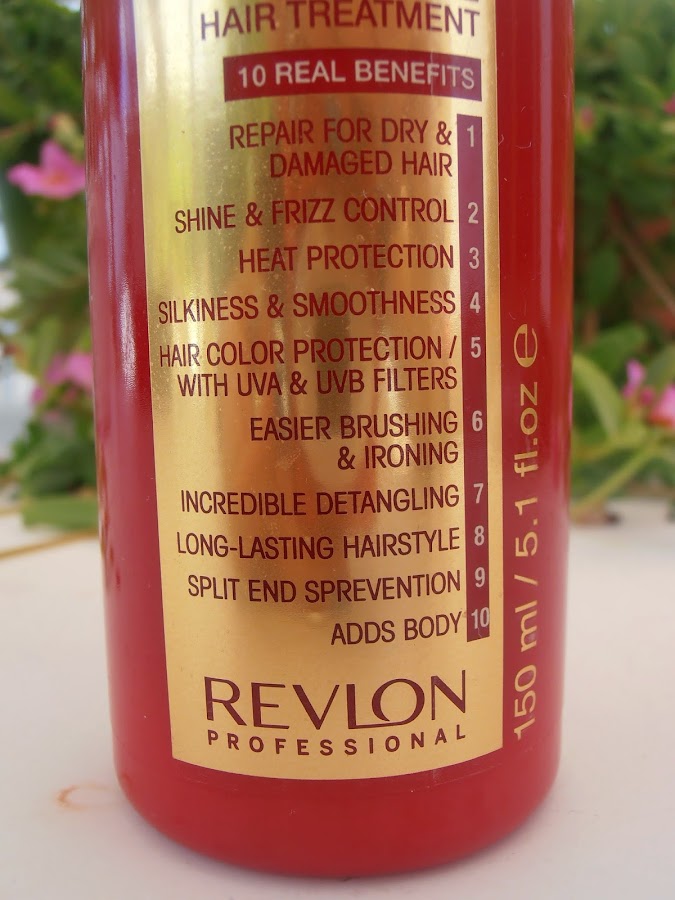 HAIR TREATMENT
10 REAL BENEFITS
REPAIR FOR DRY & 1
DAMAGED HAIR
SHINE & FRIZZ CONTROL 2
HEAT PROTECTION 3
SILKINESS & SMOOTHNESS 4
HAIR COLOR PROTECTION / 5
WITH UVA & UVB FILTERS
EASIER BRUSHING 6
& IRONING
INCREDIBLE DETANGLING 7
LONG-LASTING HAIRSTYLE 8
SPLIT END SPREVENTION 9
ADDS BODY 10
REVLON
PROFESSIONAL
150 ml / 5.1 fl.oz ℮